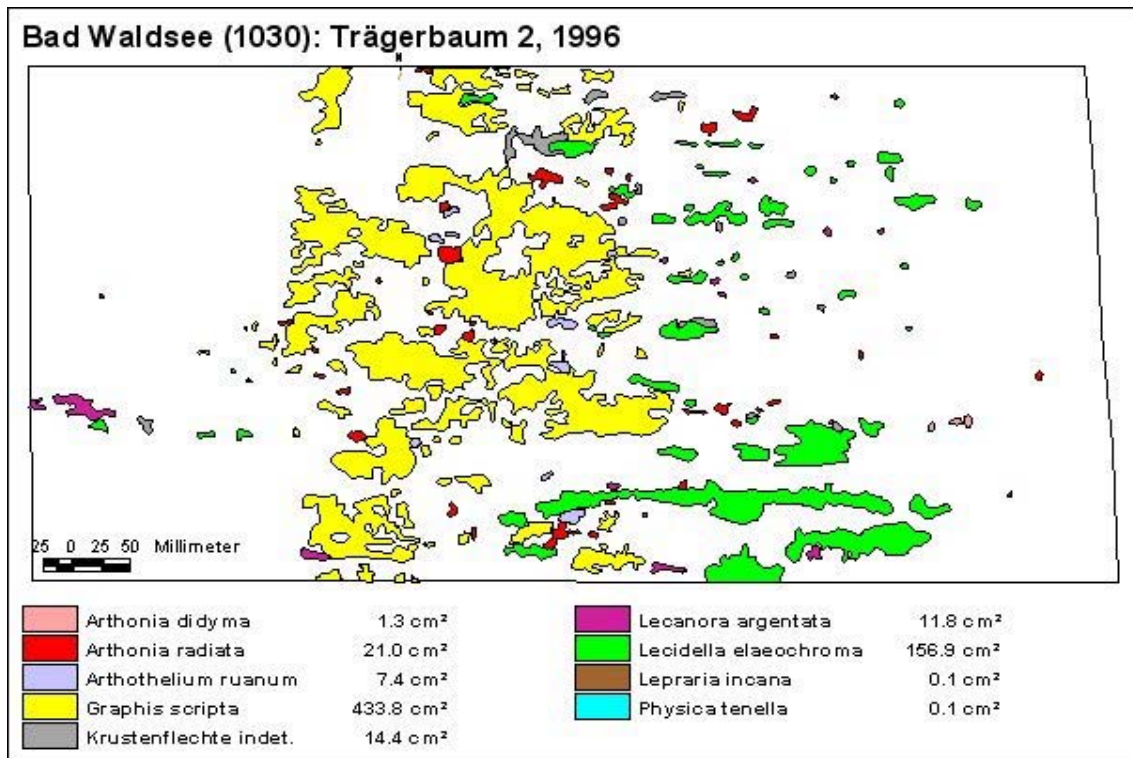 Bad Waldsee (1030): Trägerbaum 2, 1996
N
25 0 25 50 Millimeter
Arthonia didyma 1.3 cm²
Arthonia radiata 21.0 cm²
Arthothelium ruanum 7.4 cm²
Graphis scripta 433.8 cm²
Krustenflechte indet. 14.4 cm²
Lecanora argentata 11.8 cm²
Lecidella elaeochroma 156.9 cm²
Lepraria incana 0.1 cm²
Physica tenella 0.1 cm²